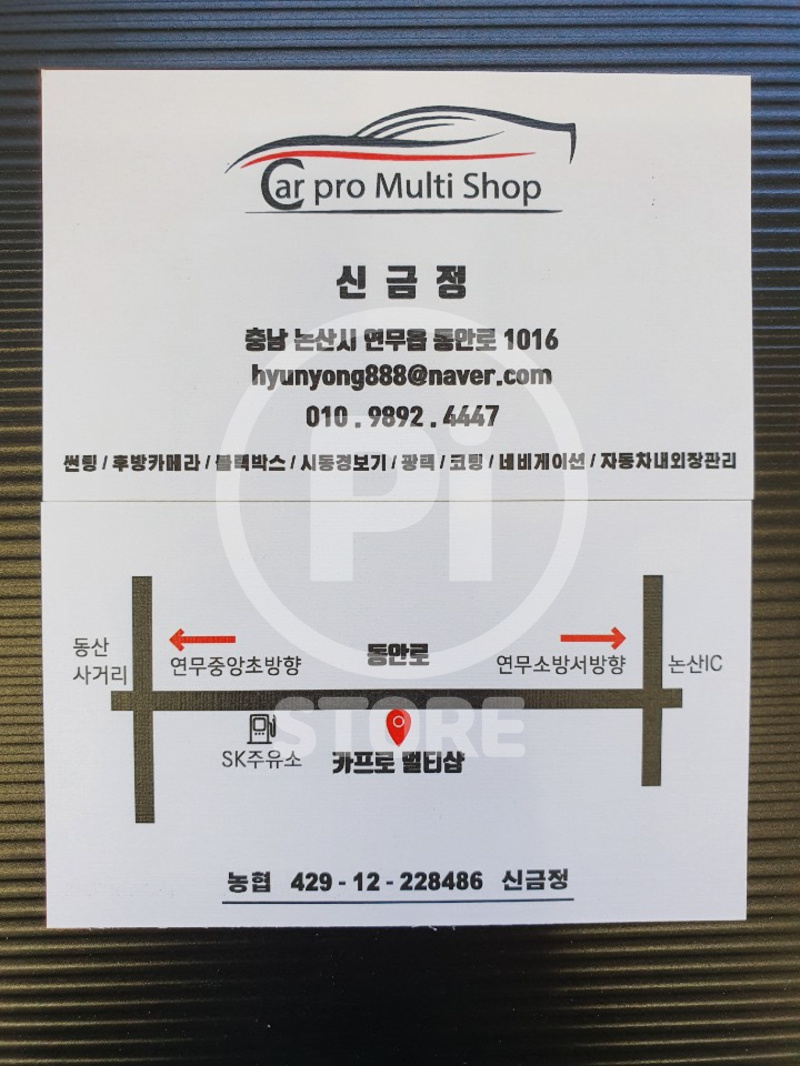 Car pro Multi Shop
신금정
충남 논산시 연무읍 동안로 1016
hyunyong888@naver.com
010 . 9892 . 4447
썬팅 / 후방카메라 / 블랙박스 / 시동경보기 / 광택 / 코팅 / 네비게이션 / 자동차내외장관리
Pi
동산
사거리
연무중앙초방향
동안로
연무소방서방향
논산IC
STORE
SK주유소
카프로 멀티샵
농협 429 - 12 - 228486 신금정